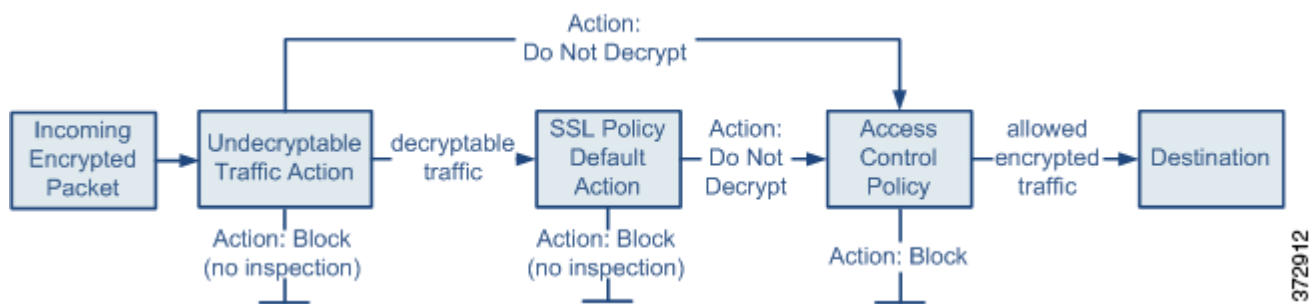 Action:
Do Not Decrypt
Incoming
Encrypted
Packet
Undecryptable
Traffic Action
decryptable
traffic
SSL Policy
Default
Action
Action:
Do Not
Decrypt
Access
Control
Policy
allowed
encrypted
traffic
Destination
Action: Block
(no inspection)
Action: Block
(no inspection)
Action: Block
372912